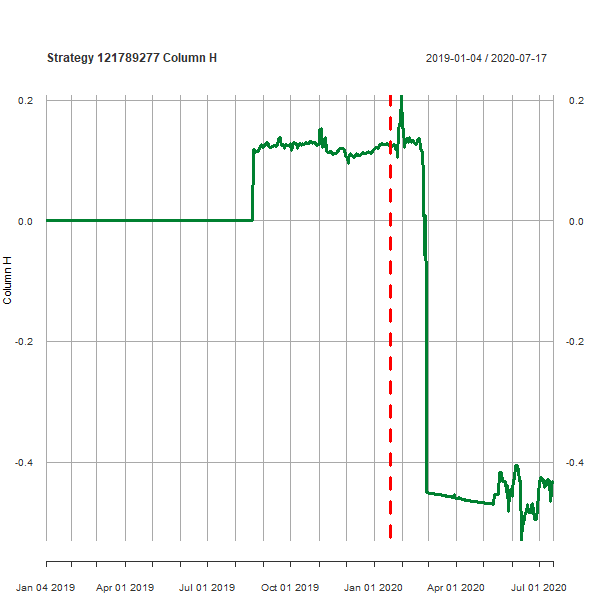 Strategy 121789277 Column H
2019-01-04 / 2020-07-17
0.2
0.2
0.0
0.0
Column H
-0.2
-0.2
-0.4
-0.4
Jan 04 2019
Apr 01 2019
Jul 01 2019
Oct 01 2019
Jan 01 2020
Apr 01 2020
Jul 01 2020